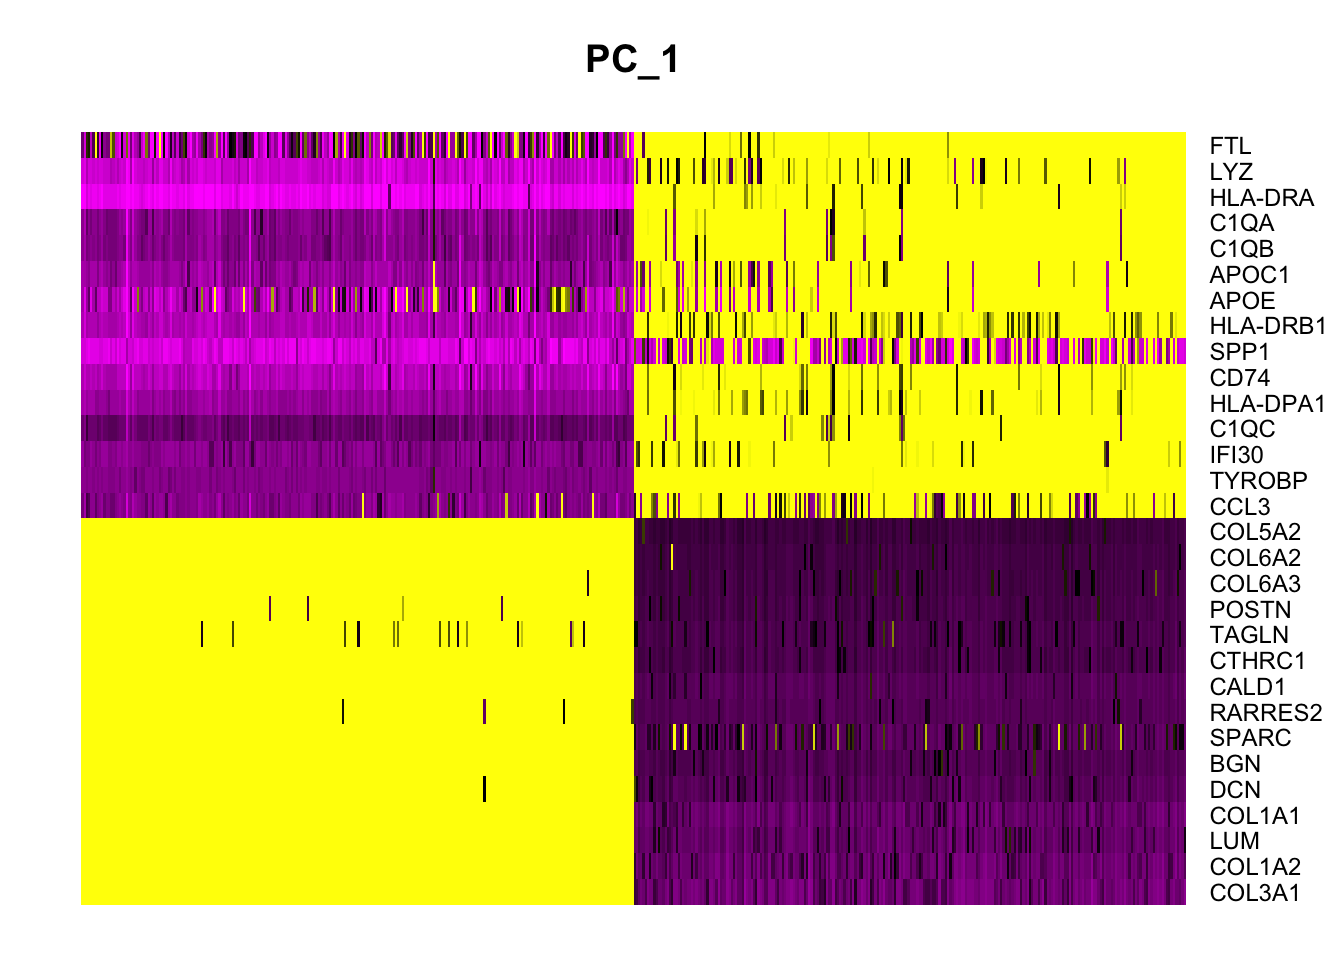 PC_1
FTL
LYZ
HLA-DRA
C1QA
C1QB
APOC1
APOE
HLA-DRB1
SPP1
CD74
HLA-DPA1
C1QC
IFI30
TYROBP
CCL3
COL5A2
COL6A2
COL6A3
POSTN
TAGLN
CTHRC1
CALD1
RARRES2
SPARC
BGN
DCN
COL1A1
LUM
COL1A2
COL3A1